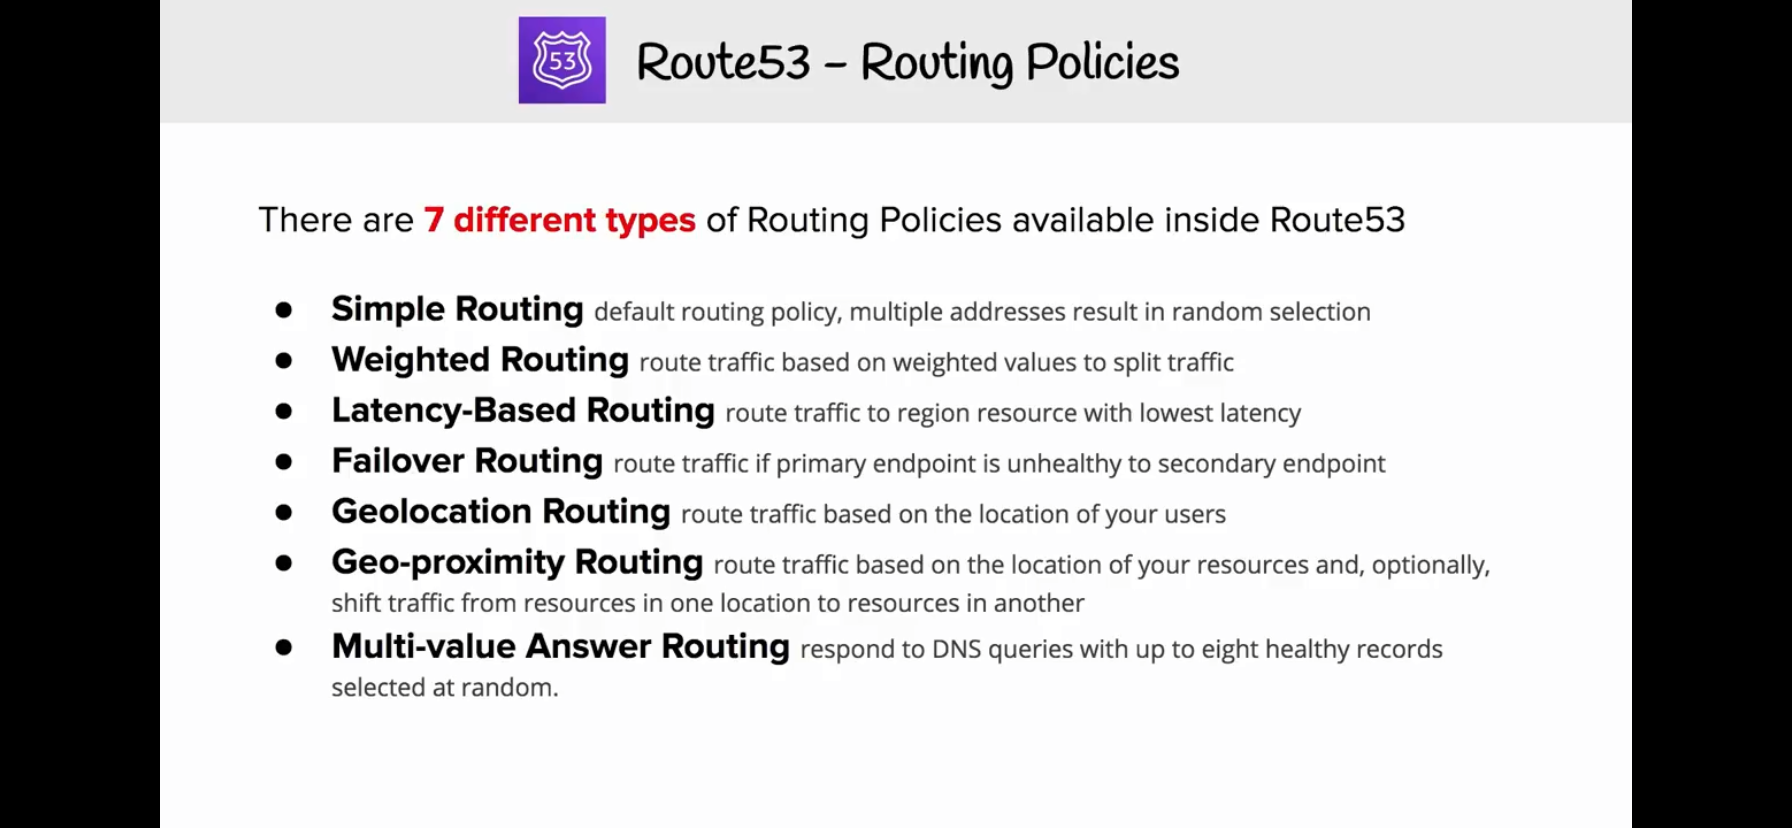 53
Route53 – Routing Policies
There are 7 different types of Routing Policies available inside Route53
● Simple Routing default routing policy, multiple addresses result in random selection
● Weighted Routing route traffic based on weighted values to split traffic
● Latency-Based Routing route traffic to region resource with lowest latency
● Failover Routing route traffic if primary endpoint is unhealthy to secondary endpoint
● Geolocation Routing route traffic based on the location of your users
● Geo-proximity Routing route traffic based on the location of your resources and, optionally,
shift traffic from resources in one location to resources in another
● Multi-value Answer Routing respond to DNS queries with up to eight healthy records
selected at random.